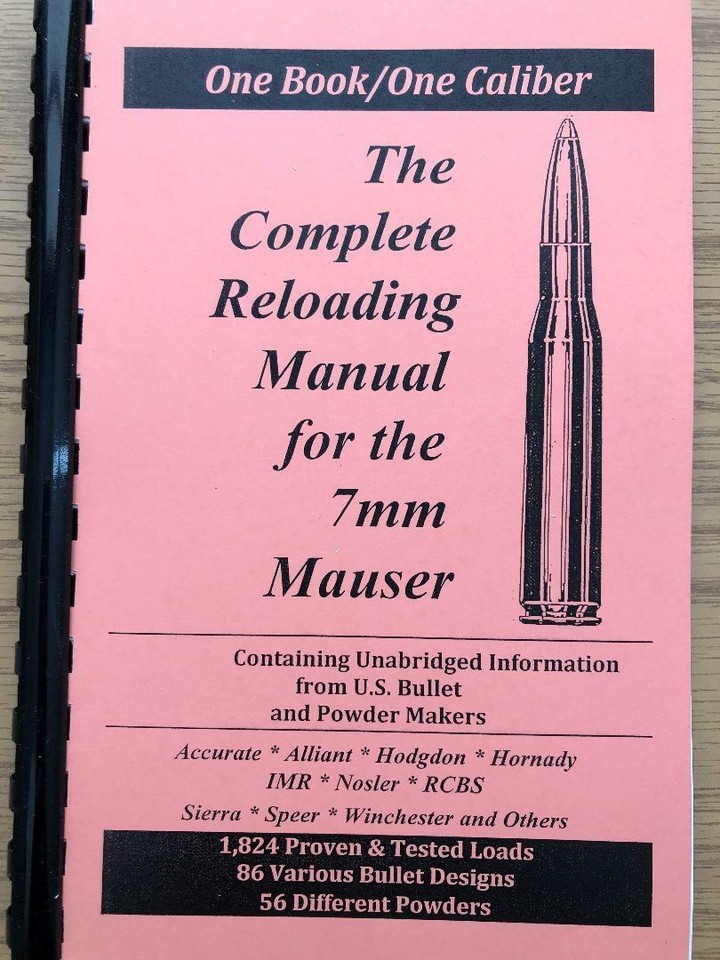 One Book/One Caliber
The
Complete
Reloading
Manual
for the
7mm
Mauser
Containing Unabridged Information
from U.S. Bullet
and Powder Makers
Accurate * Alliant * Hodgdon * Hornady
IMR * Nosler * RCBS
Sierra * Speer * Winchester and Others
1,824 Proven & Tested Loads
86 Various Bullet Designs
56 Different Powders